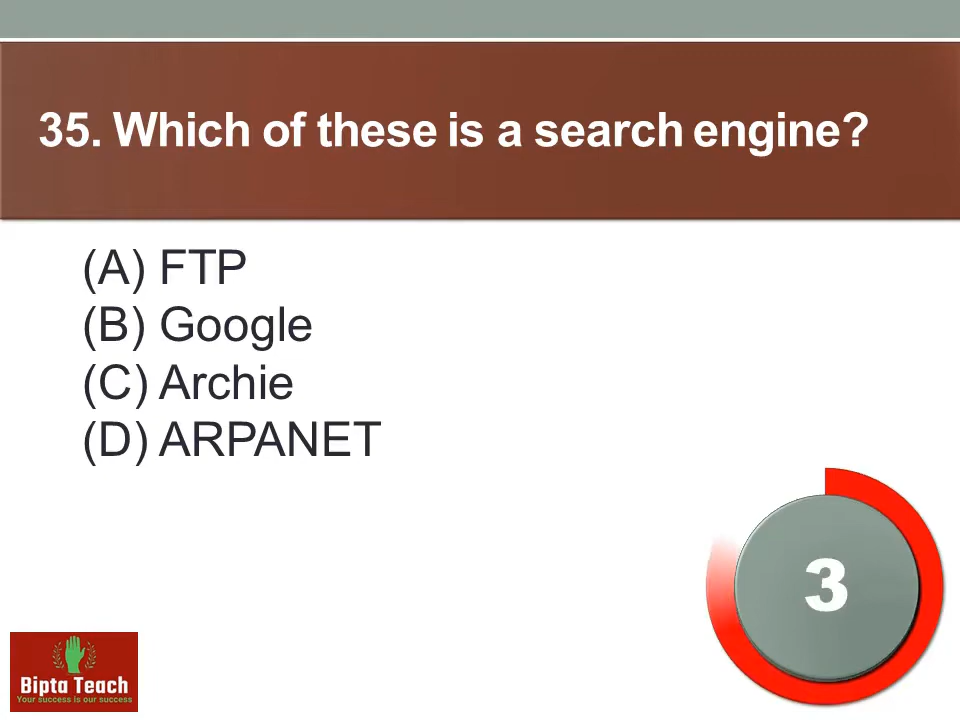 35. Which of these is a search engine?
(A) FTP
(B) Google
(C) Archie
(D) ARPANET
3
Bipta Teach
Your success is our success